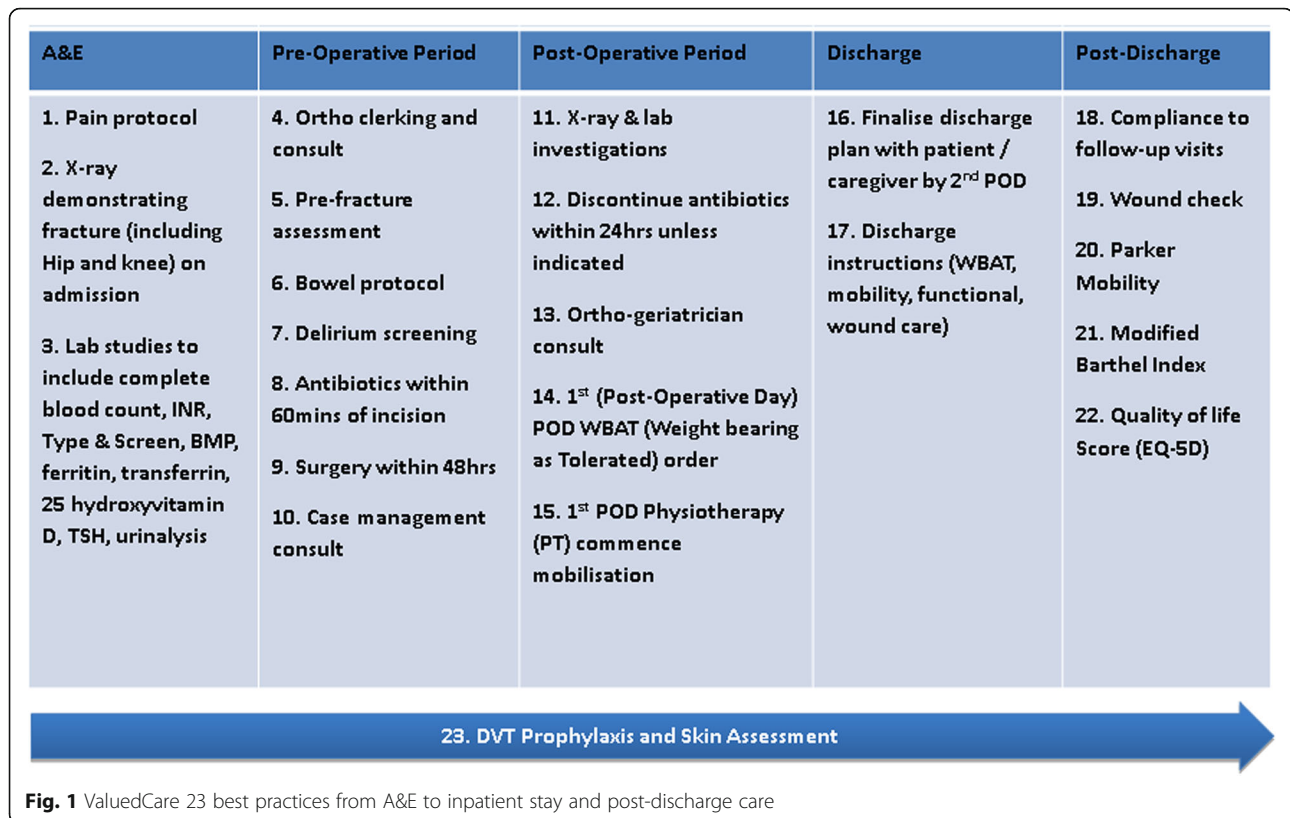 A&E
1. Pain protocol
2. X-ray
demonstrating
fracture (including
Hip and knee) on
admission
3. Lab studies to
include complete
blood count, INR,
Type & Screen, BMP,
ferritin, transferrin,
25 hydroxyvitamin
D, TSH, urinalysis
Pre-Operative Period
4. Ortho clerking and
consult
5. Pre-fracture
assessment
6. Bowel protocol
7. Delirium screening
8. Antibiotics within
60mins of incision
9. Surgery within 48hrs
10. Case management
consult
Post-Operative Period
11. X-ray & lab
investigations
12. Discontinue antibiotics
within 24hrs unless
indicated
13. Ortho-geriatrician
consult
14. 1st (Post-Operative Day)
POD WBAT (Weight bearing
as Tolerated) order
15. 1st POD Physiotherapy
(PT) commence
mobilisation
Discharge
16. Finalise discharge
plan with patient /
caregiver by 2nd POD
17. Discharge
instructions (WBAT,
mobility, functional,
wound care)
Post-Discharge
18. Compliance to
follow-up visits
19. Wound check
20. Parker
Mobility
21. Modified
Barthel Index
22. Quality of life
Score (EQ-5D)
23. DVT Prophylaxis and Skin Assessment
Fig. 1 ValuedCare 23 best practices from A&E to inpatient stay and post-discharge care